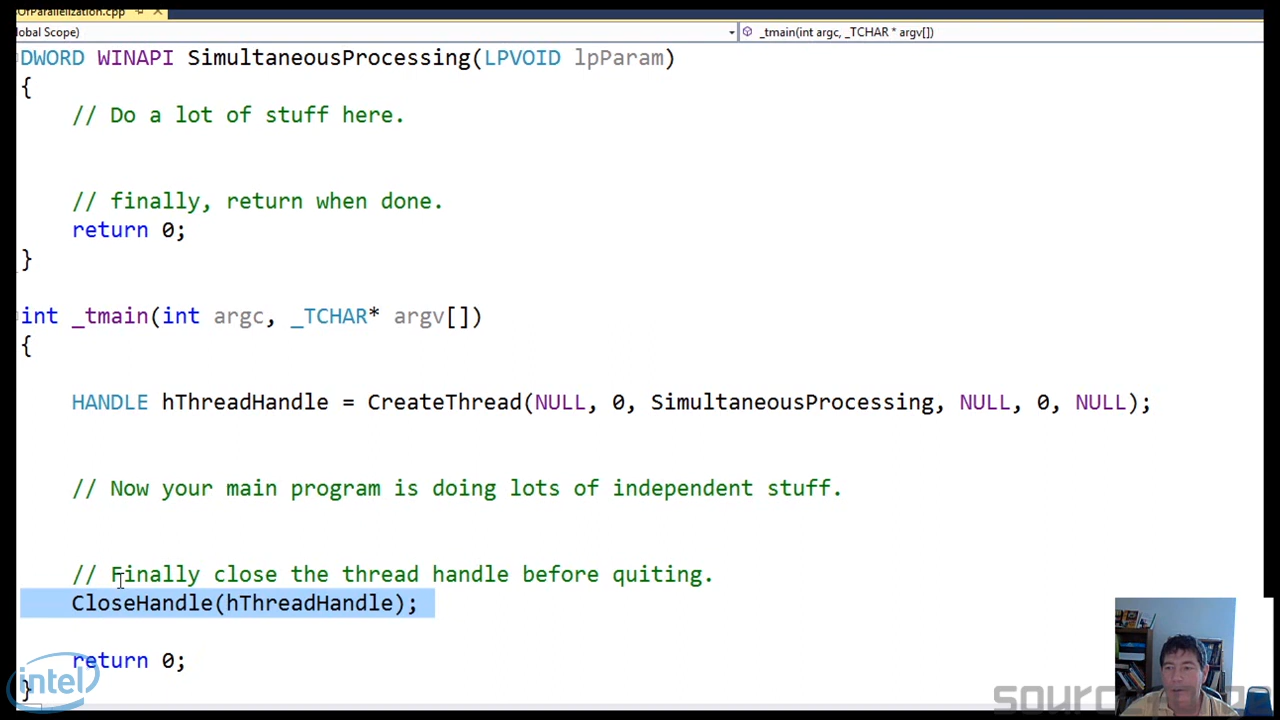 OfParallelization.cpp
lobal Scope)
_tmain(int argc, _TCHAR * argv[])
DWORD WINAPI SimultaneousProcessing(LPVOID lpParam)
{
// Do a lot of stuff here.
// finally, return when done.
return 0;
}
int _tmain(int argc, _TCHAR* argv[])
{
HANDLE hThreadHandle = CreateThread(NULL, 0, SimultaneousProcessing, NULL, 0, NULL);
// Now your main program is doing lots of independent stuff.
// Finally close the thread handle before quiting.
CloseHandle(hThreadHandle);
return 0;
}
intel